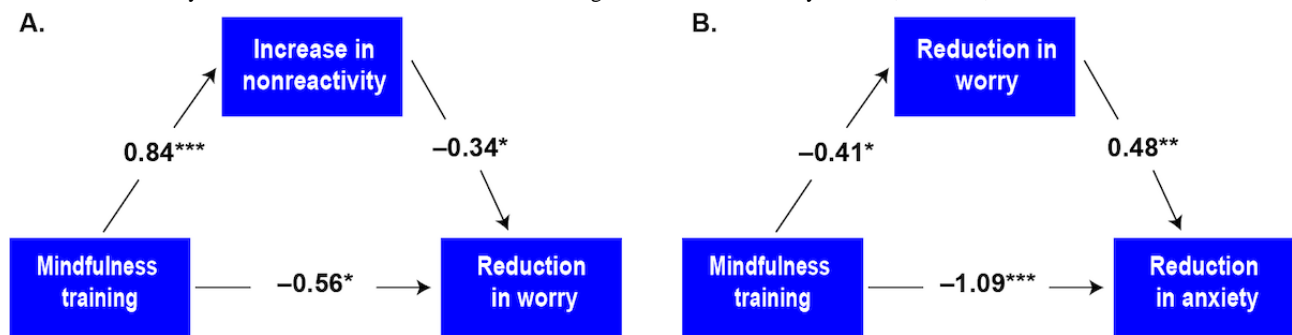 A.
Increase in
nonreactivity
0.84***
–0.34*
Mindfulness
training
–0.56*
Reduction
in worry
B.
Reduction in
worry
–0.41*
0.48**
Mindfulness
training
–1.09***
Reduction
in anxiety